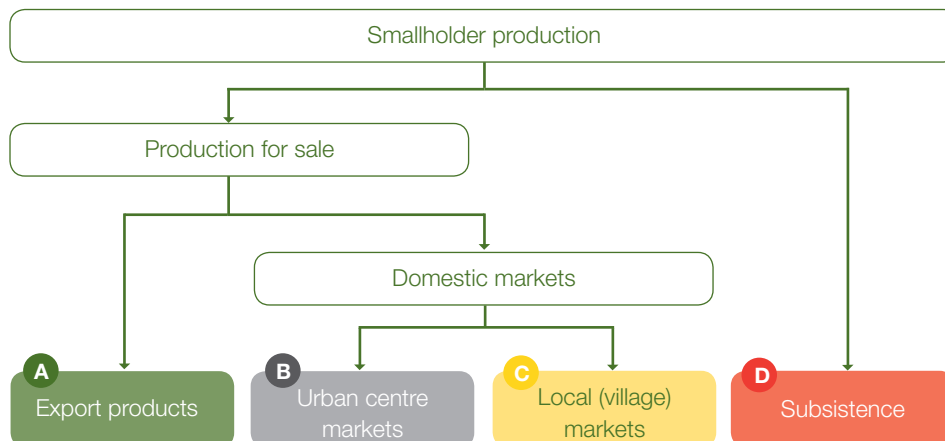 Smallholder production
Production for sale
Domestic markets
A
Export products
B
Urban centre
markets
C
Local (village)
markets
D
Subsistence